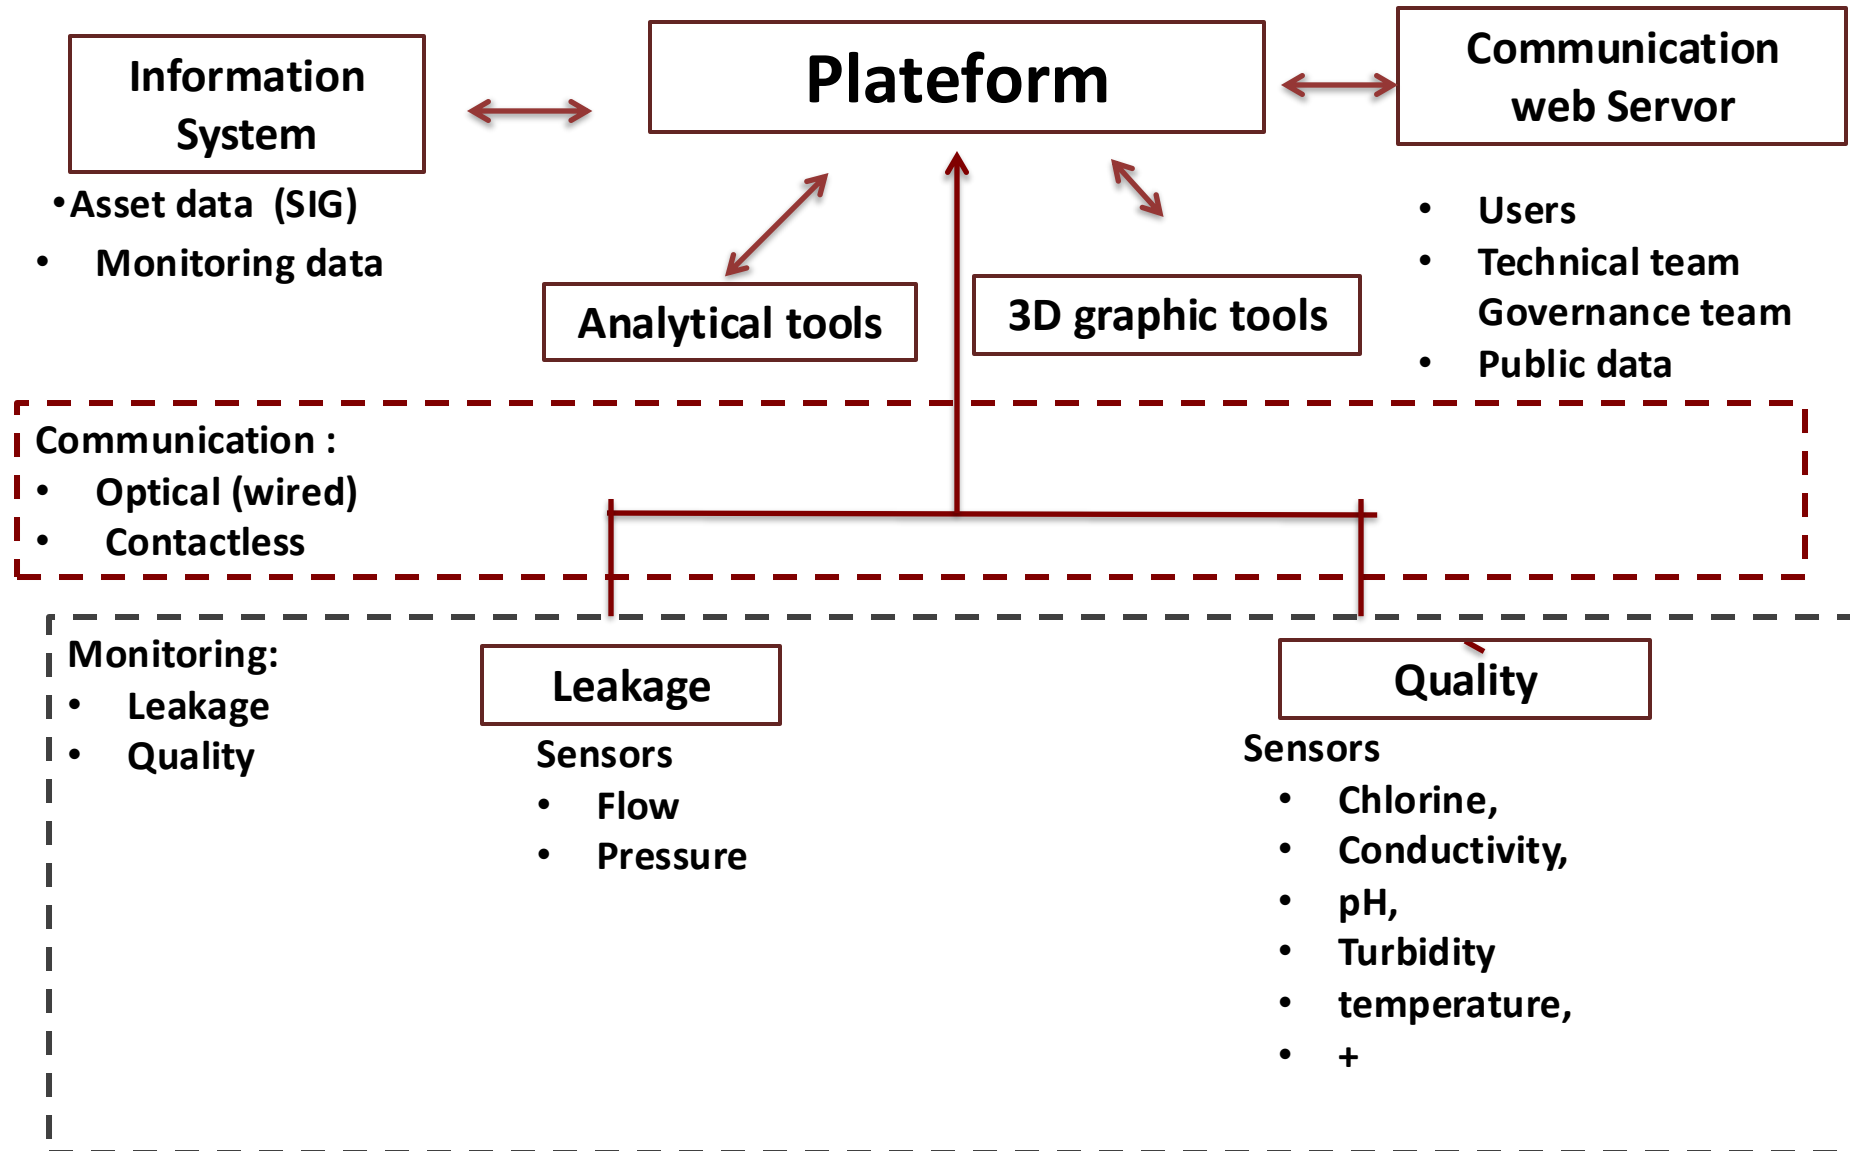 Information
System
Plateform
Communication
web Servor
•Asset data  (SIG)
• Monitoring data
Analytical tools
3D graphic tools
• Users
• Technical team
Governance team
• Public data
Communication :
• Optical (wired)
• Contactless
Monitoring:
• Leakage
• Quality
Leakage
Sensors
• Flow
• Pressure
Quality
Sensors
• Chlorine,
• Conductivity,
• pH,
• Turbidity
• temperature,
• +